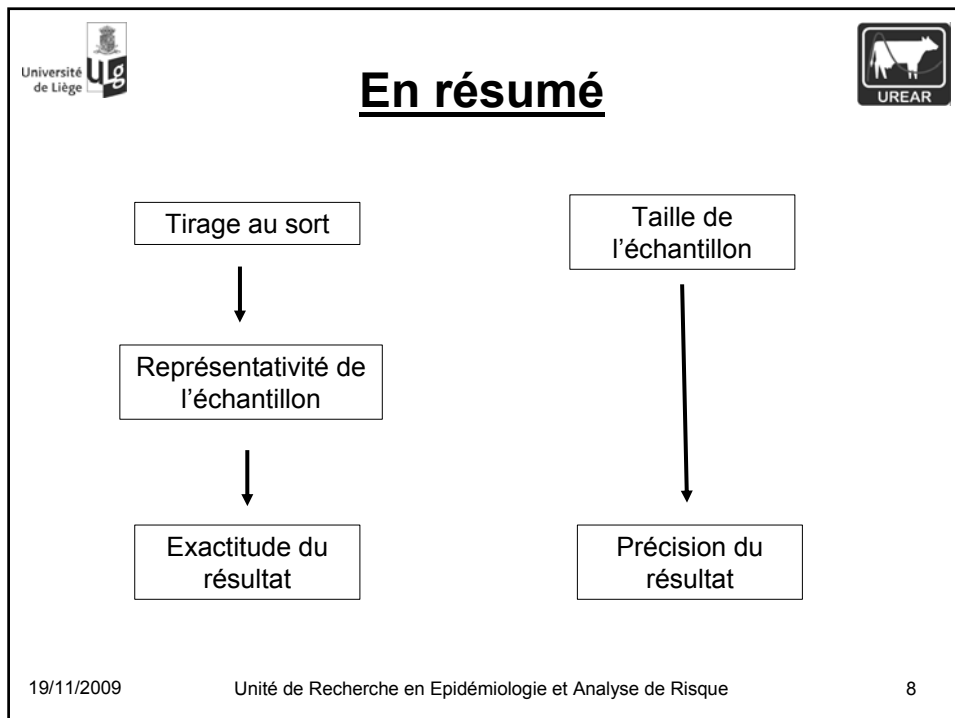 Université
de Liège
ULg
En résumé
UREAR
Tirage au sort
Représentativité de
l’échantillon
Exactitude du
résultat
Taille de
l’échantillon
Précision du
résultat
19/11/2009
Unité de Recherche en Epidémiologie et Analyse de Risque
8